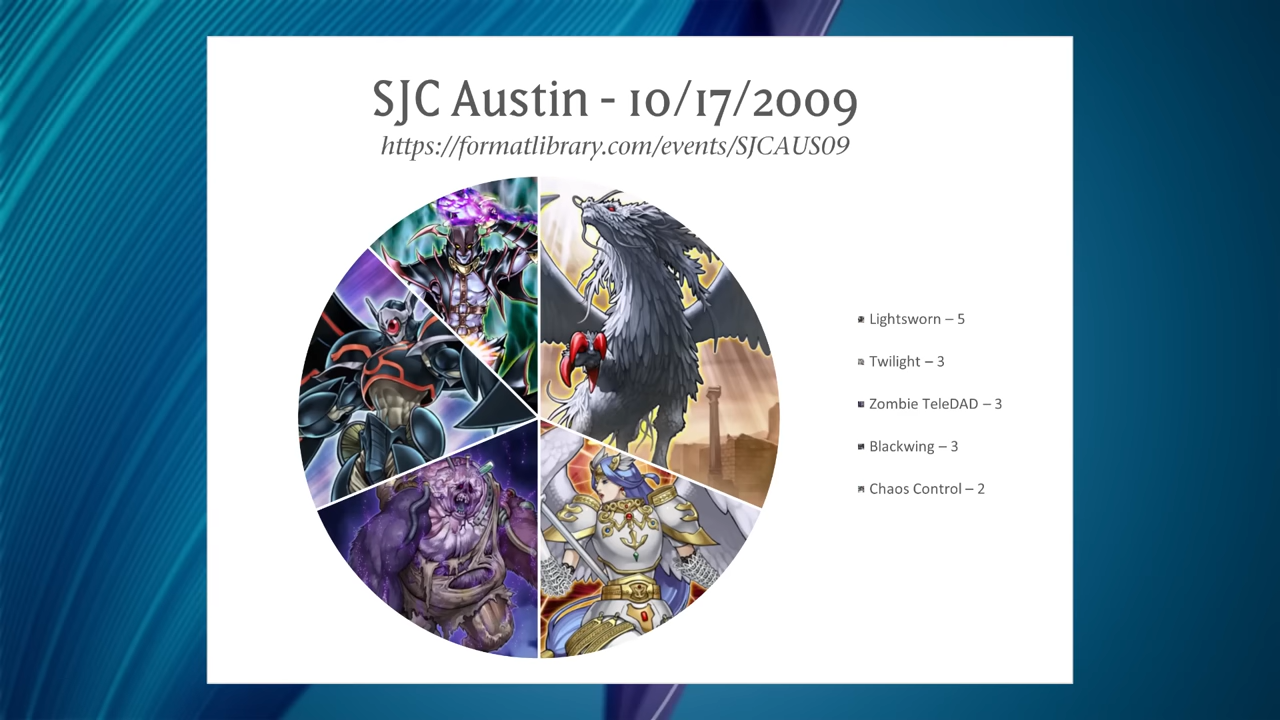 SJC Austin - 10/17/2009
https://formatlibrary.com/events/SJCAUS09
Lightsworn – 5
Twilight – 3
Zombie TeleDAD – 3
Blackwing – 3
Chaos Control – 2